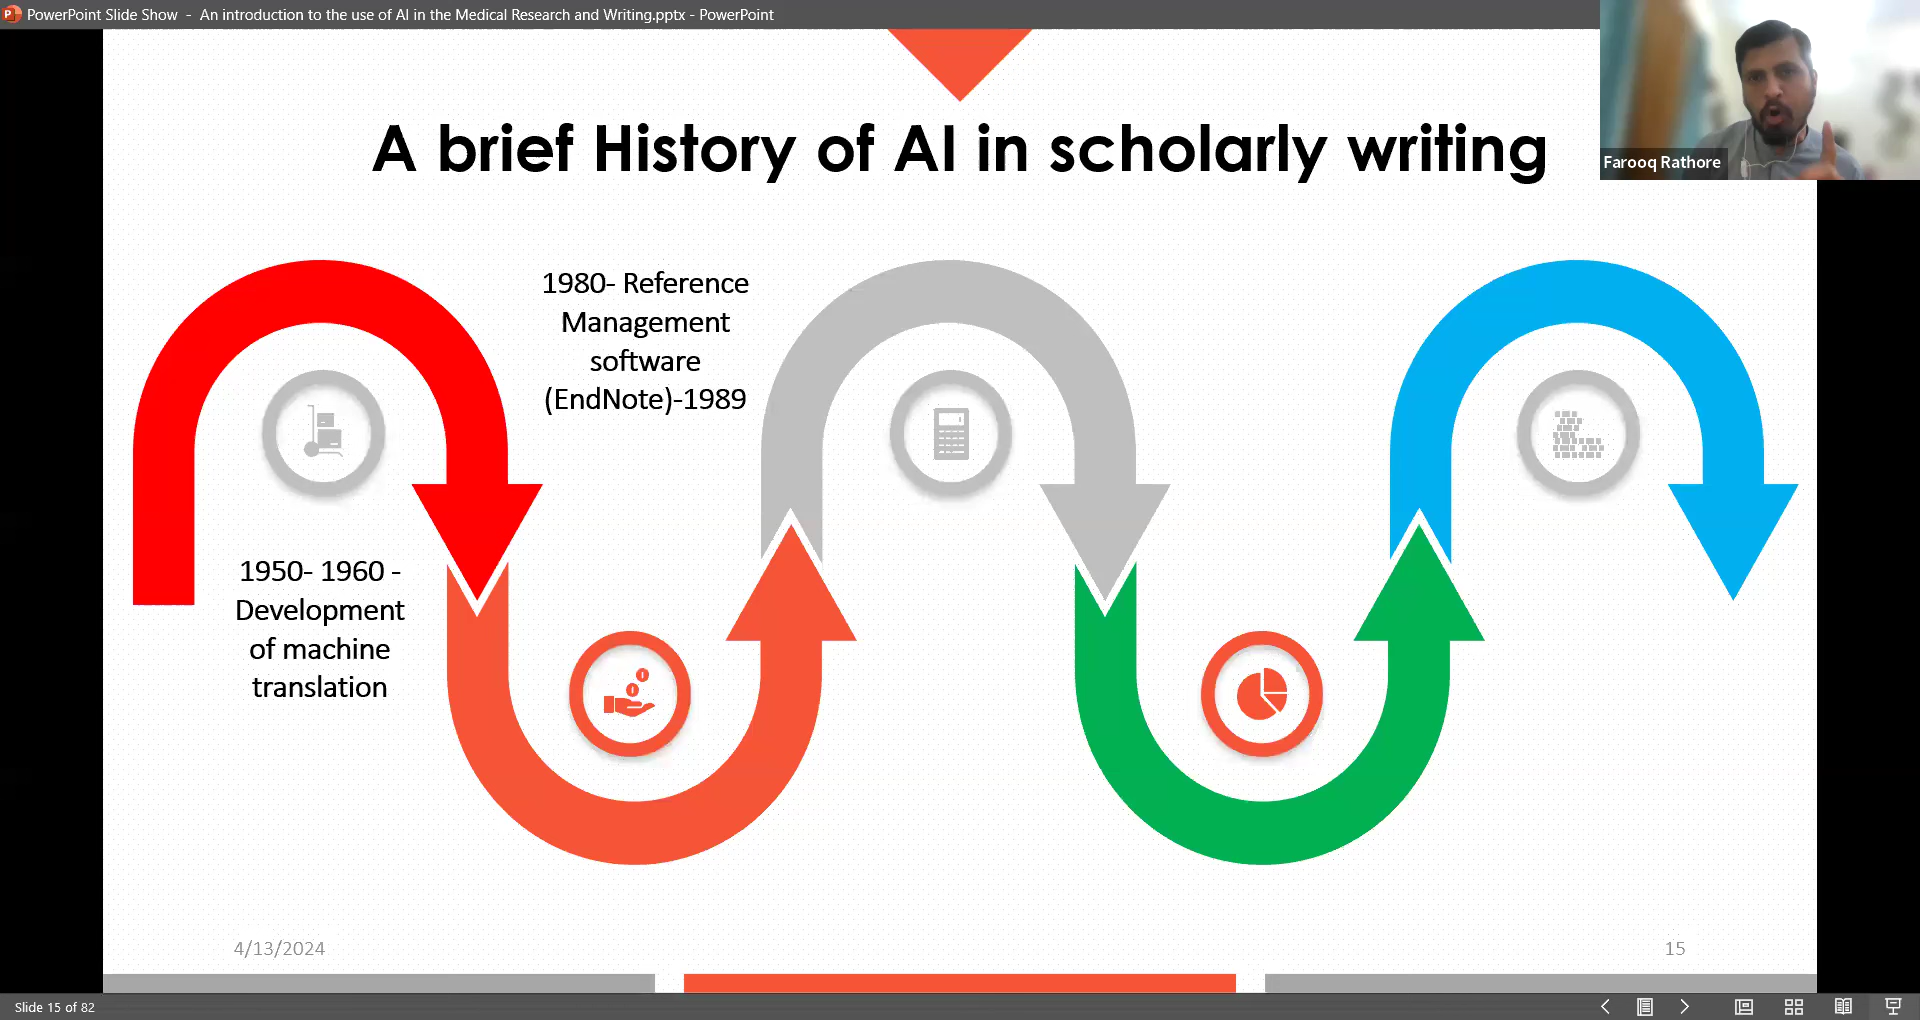 PowerPoint Slide Show - An introduction to the use of AI in the Medical Research and Writing.pptx - PowerPoint
Farooq Rathore
A brief History of AI in scholarly writing
1950- 1960 -
Development
of machine
translation
1980- Reference
Management
software
(EndNote)-1989
4/13/2024
15
Slide 15 of 82